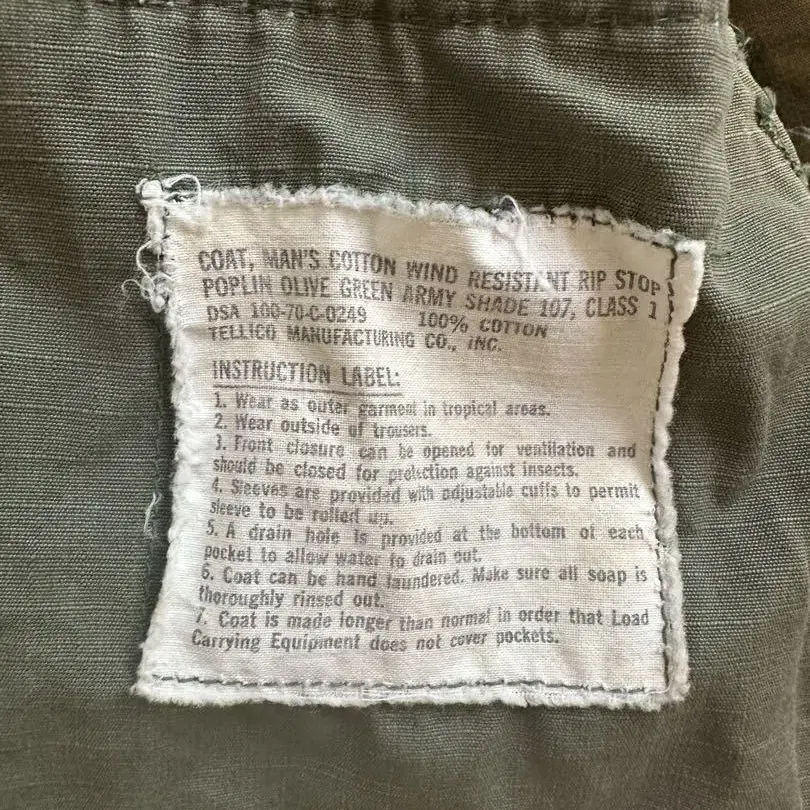 COAT, MAN'S COTTON WIND RESISTANT RIP STOP
POPLIN OLIVE GREEN ARMY SHADE 107, CLASS 1
DSA 100-70-C-0249 100% COTTON
TELLICO MANUFACTURING CO., INC.
INSTRUCTION LABEL:
1. Wear as outer garment in tropical areas.
2. Wear outside of trousers.
3. Front closure can be opened for ventilation and
should be closed for protection against insects.
4. Sleeves are provided with adjustable cuffs to permit
sleeve to be rolled up.
5. A drain hole is provided at the bottom of each
pocket to allow water to drain out.
6. Coat can be hand laundered. Make sure all soap is
thoroughly rinsed out.
7. Coat is made longer than normal in order that Load
Carrying Equipment does not cover pockets.